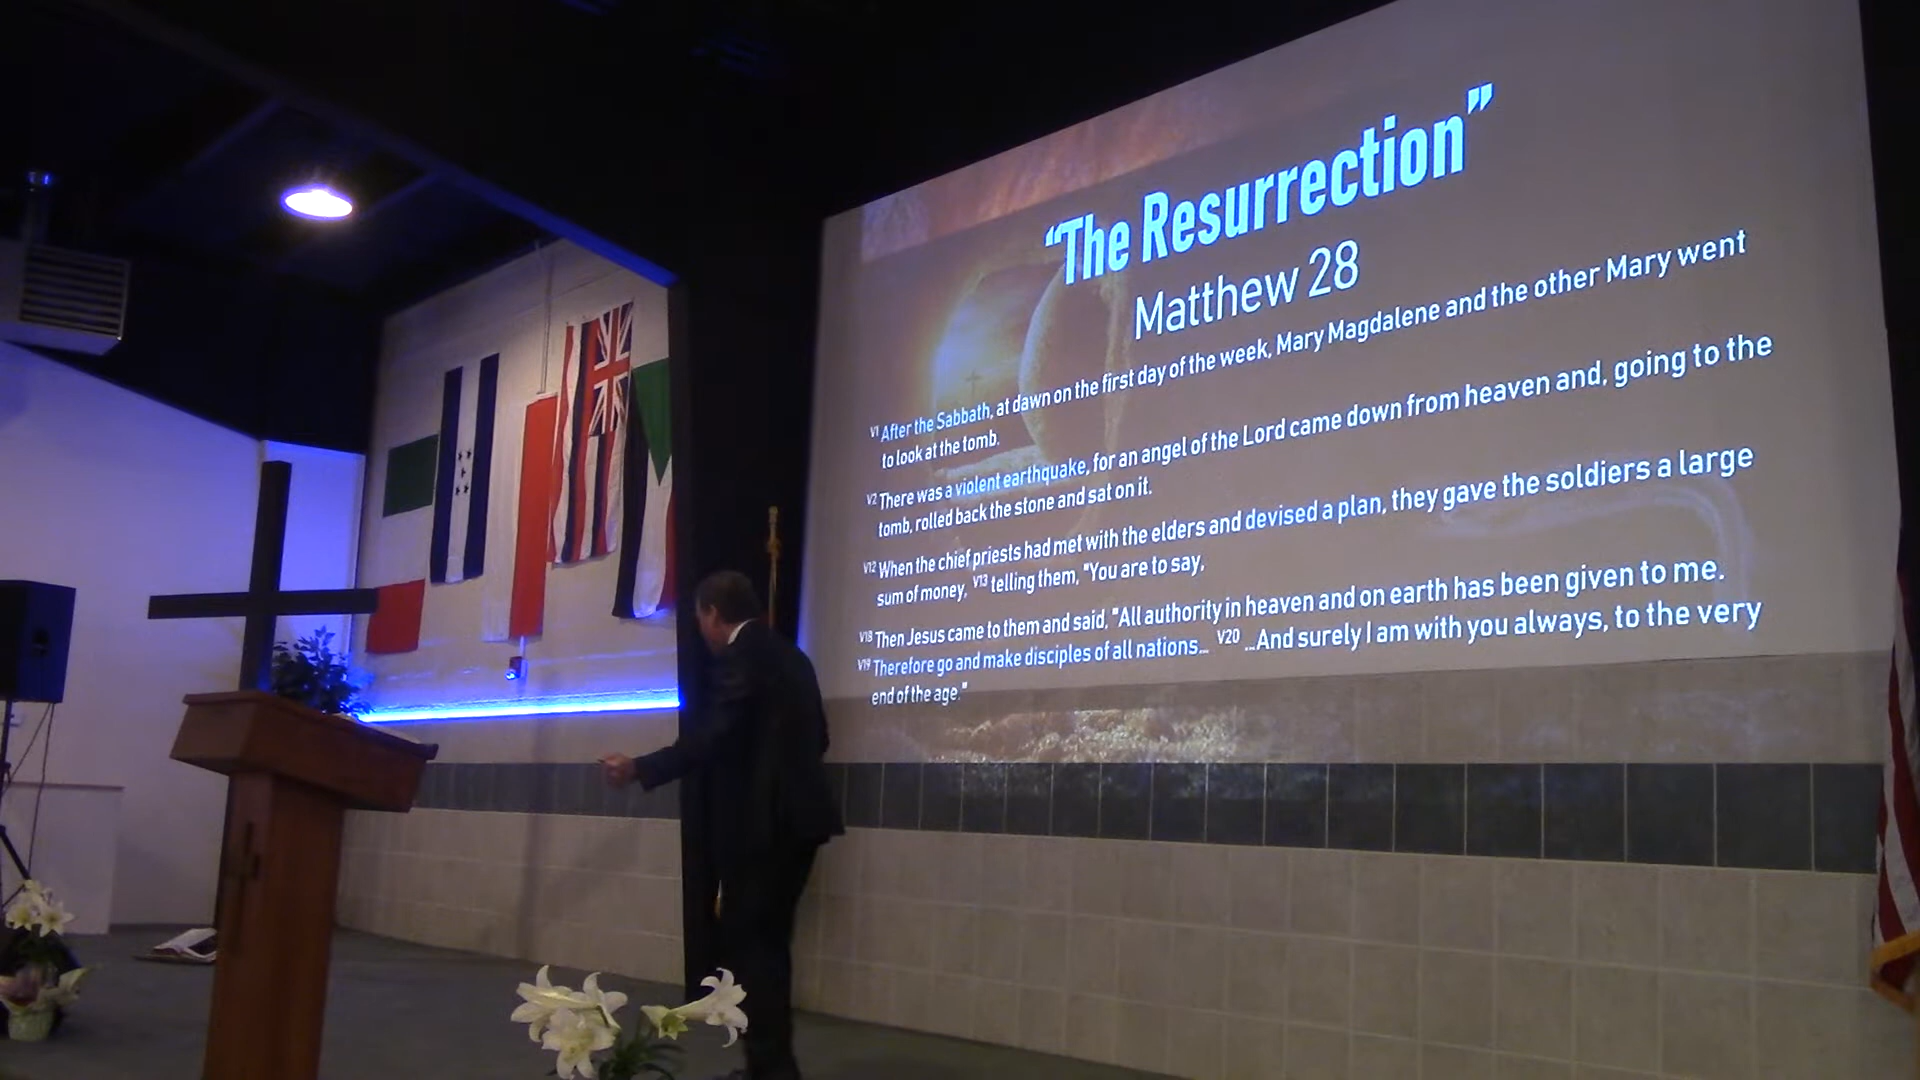 “The Resurrection”
Matthew 28
V1 After the Sabbath, at dawn on the first day of the week, Mary Magdalene and the other Mary went
to look at the tomb.
V2 There was a violent earthquake, for an angel of the Lord came down from heaven and, going to the
tomb, rolled back the stone and sat on it.
V12 When the chief priests had met with the elders and devised a plan, they gave the soldiers a large
sum of money, V13 telling them, "You are to say,
V18 Then Jesus came to them and said, "All authority in heaven and on earth has been given to me.
V19 Therefore go and make disciples of all nations... V20 ...And surely I am with you always, to the very
end of the age."